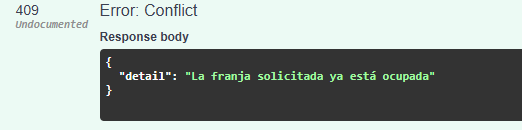 409
Undocumented
Error: Conflict
Response body
{
"detail": "La franja solicitada ya está ocupada"
}